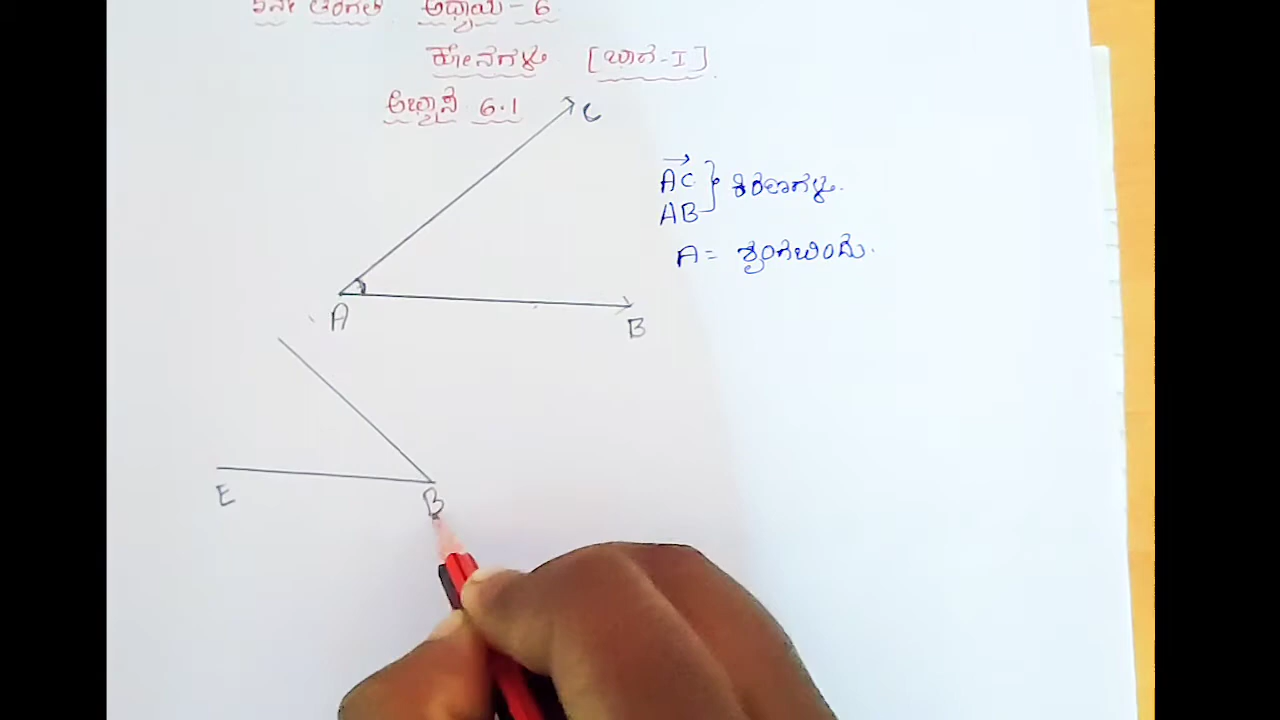 ಅಧ್ಯಾಯ - 6
ಕೋನಗಳು [ಭಾಗ-I]
ಅಭ್ಯಾಸ 6.1
C
AC
AB } ಕಿರಣಗಳು.
A = ಶೃಂಗಬಿಂದು.
A
B
E
B